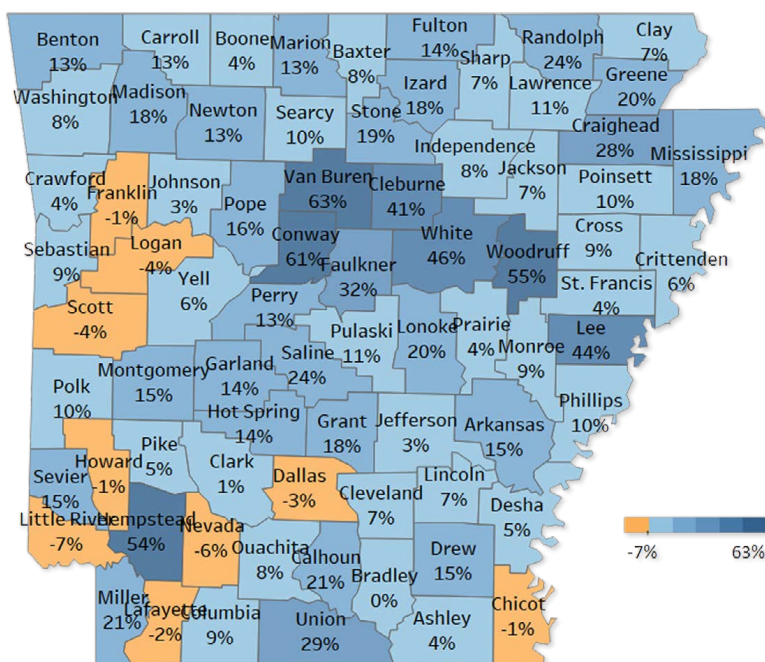 Benton
13%
Carroll
13%
Boone
4%
Marion
13%
Baxter
8%
Fulton
14%
Sharp
7%
Randolph
24%
Clay
7%
Greene
20%
Washington
8%
Madison
18%
Newton
13%
Searcy
10%
Stone
19%
Izard
18%
Lawrence
11%
Independence
8%
Jackson
7%
Craighead
28%
Mississippi
18%
Poinsett
10%
Crawford
4%
Franklin
-1%
Johnson
3%
Pope
16%
Van Buren
63%
Cleburne
41%
Sebastian
9%
Logan
-4%
Yell
6%
Conway
61%
Faulkner
32%
White
46%
Woodruff
55%
Cross
9%
Crittenden
6%
St. Francis
4%
Scott
-4%
Perry
13%
Pulaski
11%
Lonoke
20%
Prairie
4%
Monroe
9%
Lee
44%
Polk
10%
Montgomery
15%
Garland
14%
Saline
24%
Hot Spring
14%
Grant
18%
Jefferson
3%
Arkansas
15%
Phillips
10%
Sevier
15%
Howard
-1%
Pike
5%
Clark
1%
Dallas
-3%
Cleveland
7%
Lincoln
7%
Desha
5%
Little River
-7%
Hempstead
54%
Nevada
-6%
Ouachita
8%
Calhoun
21%
Bradley
0%
Drew
15%
Miller
21%
Lafayette
-2%
Columbia
9%
Union
29%
Ashley
4%
Chicot
-1%
-7%
63%